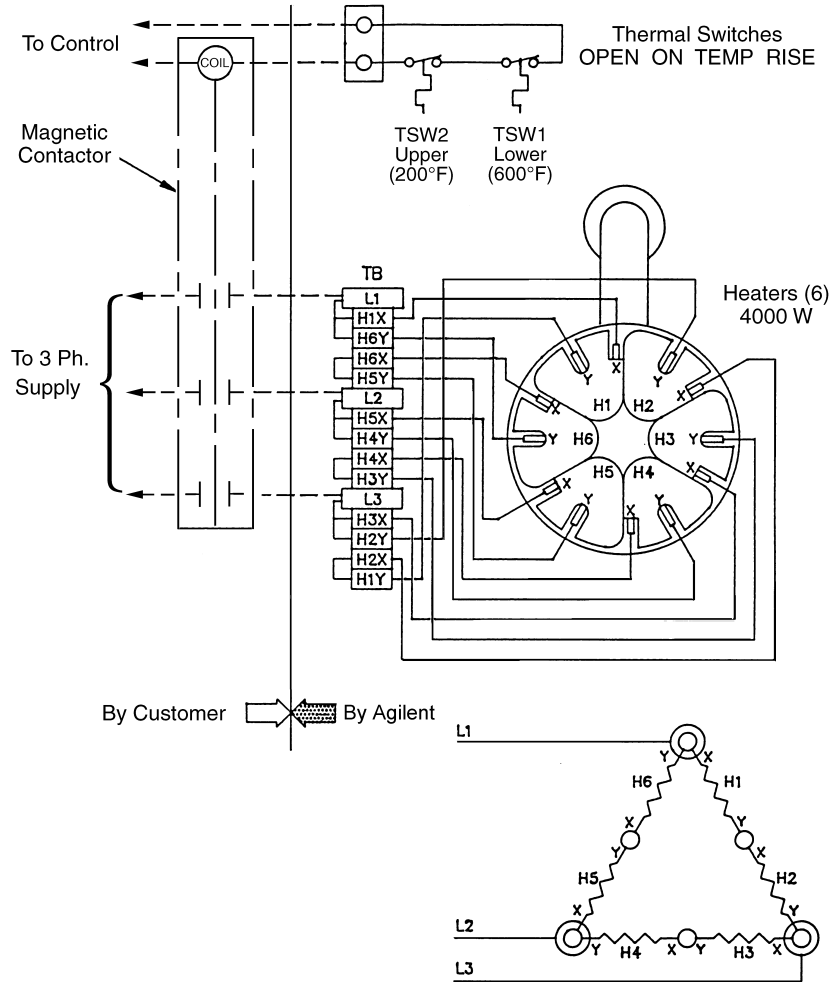 To Control
COIL
Thermal Switches
OPEN ON TEMP RISE
Magnetic
Contactor
TSW2
Upper
(200°F)
TSW1
Lower
(600°F)
TB
L1
H1X
H6Y
H6X
H5Y
L2
H5X
H4Y
H4X
H3Y
L3
H3X
H2Y
H2X
H1Y
Heaters (6)
4000 W
To 3 Ph.
Supply
X
Y
Y
X
X
H1
H2
Y
H6
H3
Y
H5
H4
X
X
Y
X
Y
By Customer
By Agilent
L1
Y
X
H6
H1
X
Y
Y
X
H5
H2
X
Y
L2
Y
H4
X
Y
H3
X
L3